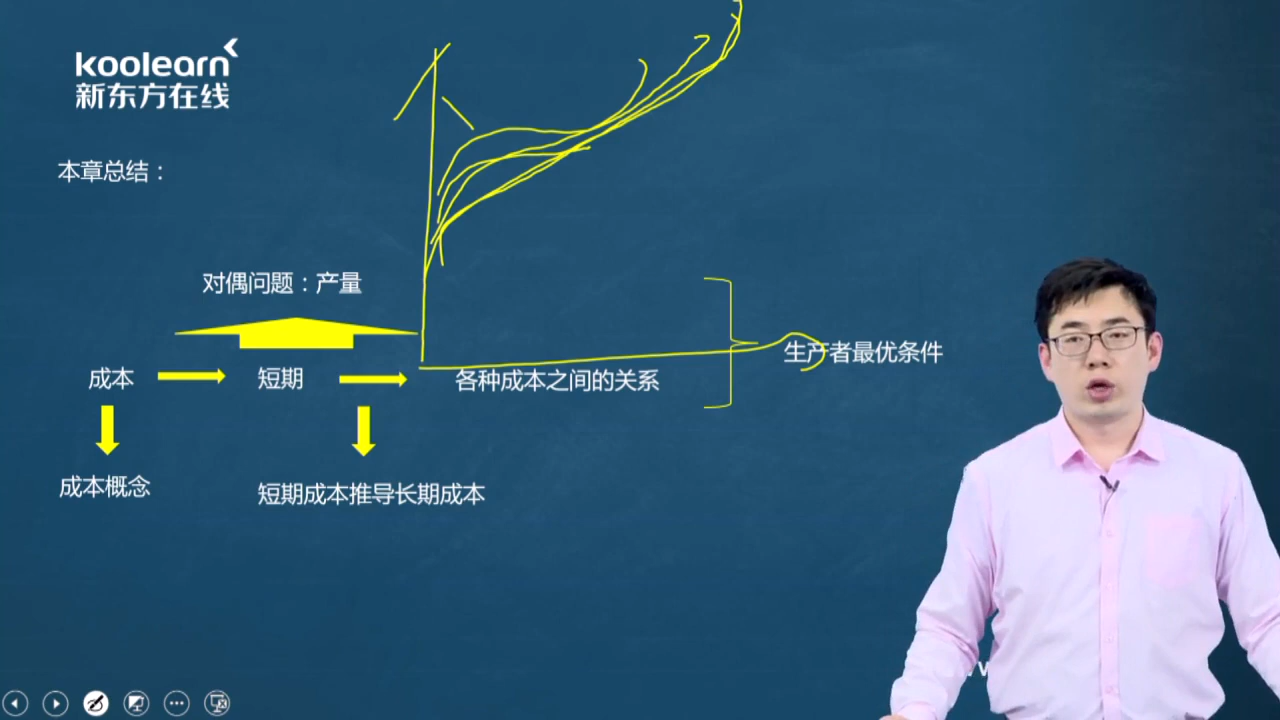 koolearn
新东方在线
本章总结：
对偶问题：产量
生产者最优条件
成本
短期
各种成本之间的关系
成本概念
短期成本推导长期成本